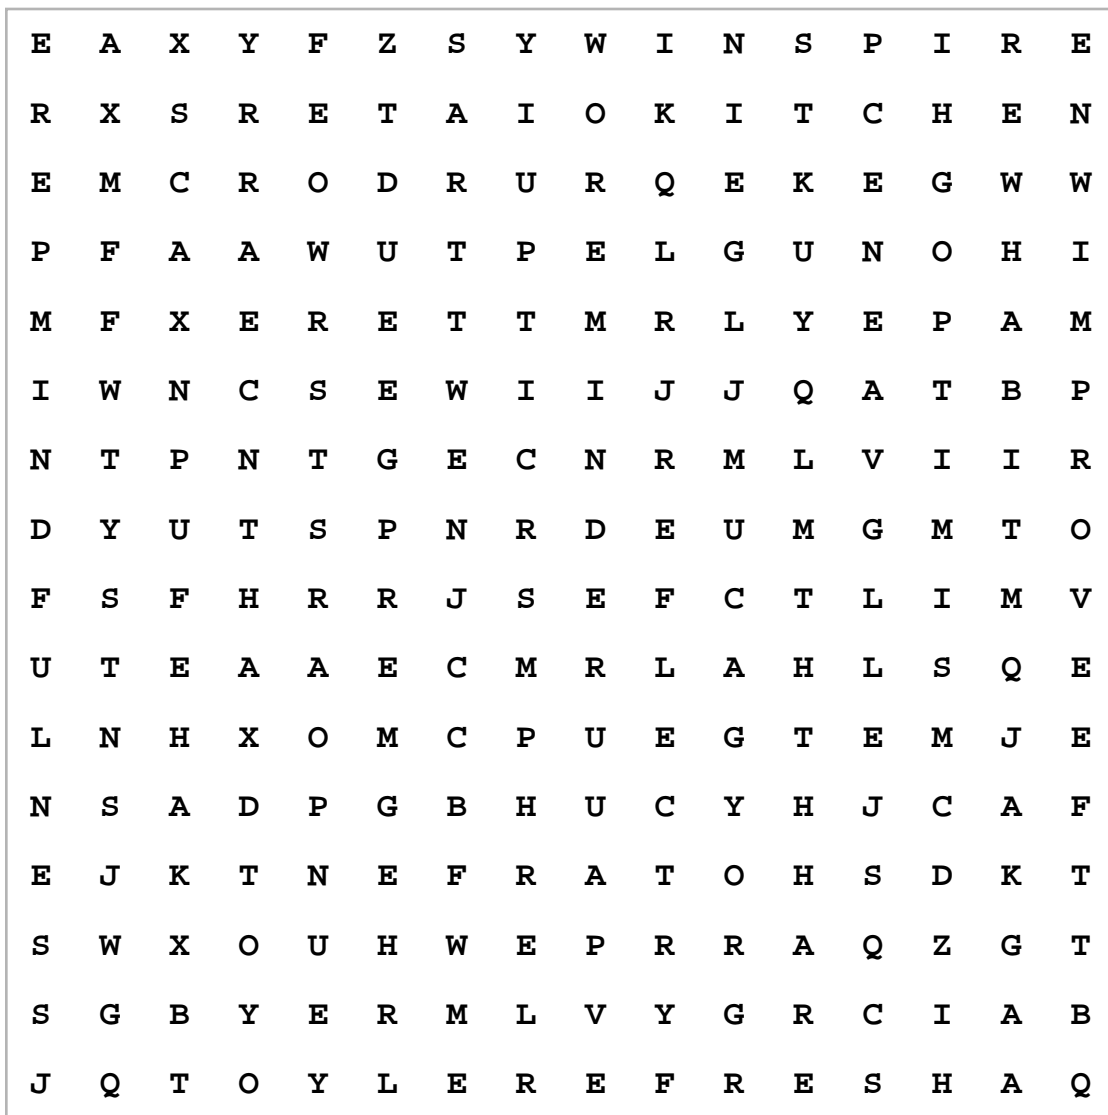 E A X Y F Z S Y W I N S P I R E
R X S R E T A I O K I T C H E N
E M C R O D R U R Q E K E G W W
P F A A W U T P E L G U N O H I
M F X E R E T T M R L Y E P A M
I W N C S E W I I J J Q A T B P
N T P N T G E C N R M L V I I R
D Y U T S P N R D E U M G M T O
F S F H R R J S E F C T L I M V
U T E A A E C M R L A H L S Q E
L N H X O M C P U E G T E M J E
N S A D P G B H U C Y H J C A F
E J K T N E F R A T O H S D K T
S W X O U H W E P R R A Q Z G T
S G B Y E R M L V Y G R C I A B
J Q T O Y L E R E F R E S H A Q